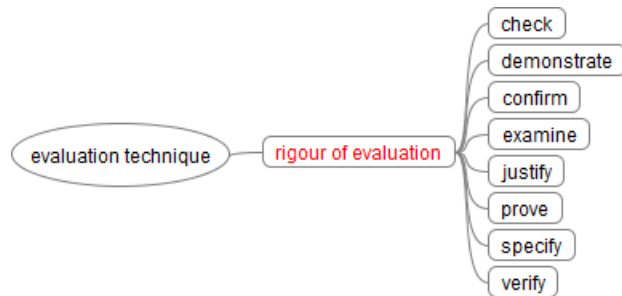 evaluation technique
rigour of evaluation
check
demonstrate
confirm
examine
justify
prove
specify
verify